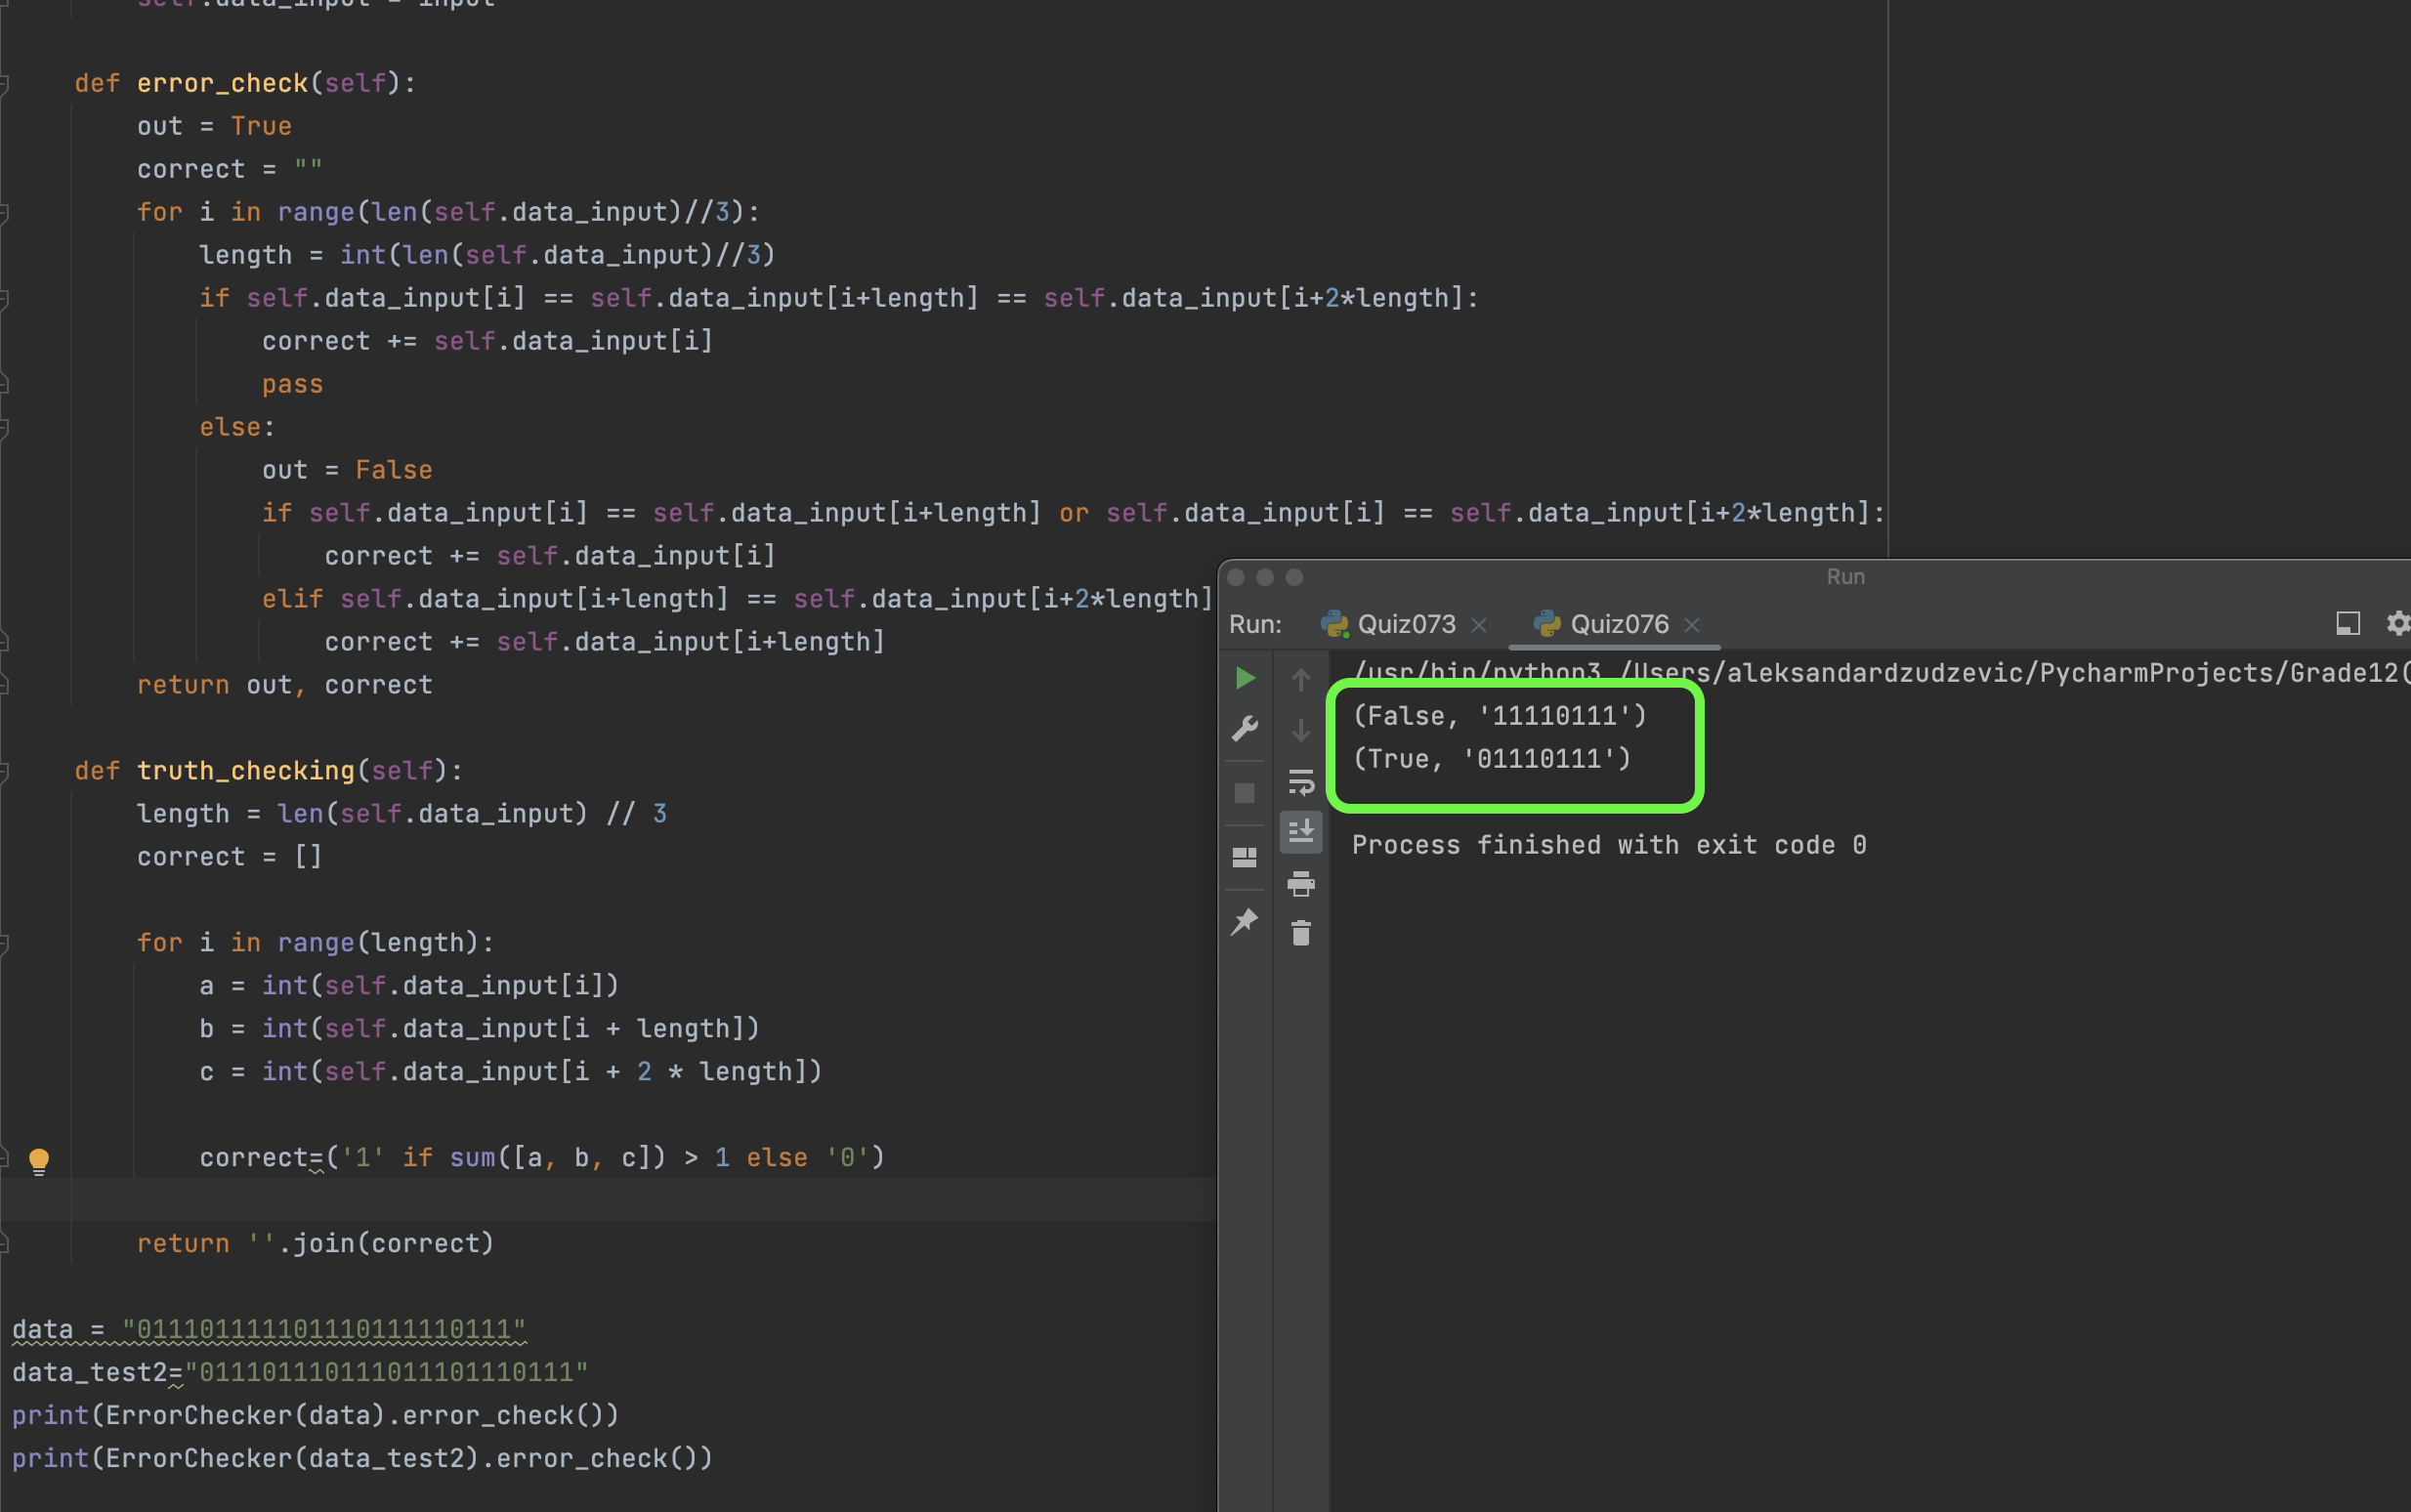 self.data_input = input
def error_check(self):
out = True
correct = ""
for i in range(len(self.data_input)//3):
length = int(len(self.data_input)//3)
if self.data_input[i] == self.data_input[i+length] == self.data_input[i+2*length]:
correct += self.data_input[i]
pass
else:
out = False
if self.data_input[i] == self.data_input[i+length] or self.data_input[i] == self.data_input[i+2*length]:
correct += self.data_input[i]
elif self.data_input[i+length] == self.data_input[i+2*length]
correct += self.data_input[i+length]
return out, correct
def truth_checking(self):
length = len(self.data_input) // 3
correct = []
for i in range(length):
a = int(self.data_input[i])
b = int(self.data_input[i + length])
c = int(self.data_input[i + 2 * length])
correct=('1' if sum([a, b, c]) > 1 else '0')
return ''.join(correct)
data = "011101111101110111110111"
data_test2="011101110111011101110111"
print(ErrorChecker(data).error_check())
print(ErrorChecker(data_test2).error_check())
Run
Run: Quiz073 Quiz076
/usr/bin/python3 /Users/aleksandardzudzevic/PycharmProjects/Grade12(
(False, '11110111')
(True, '01110111')
Process finished with exit code 0